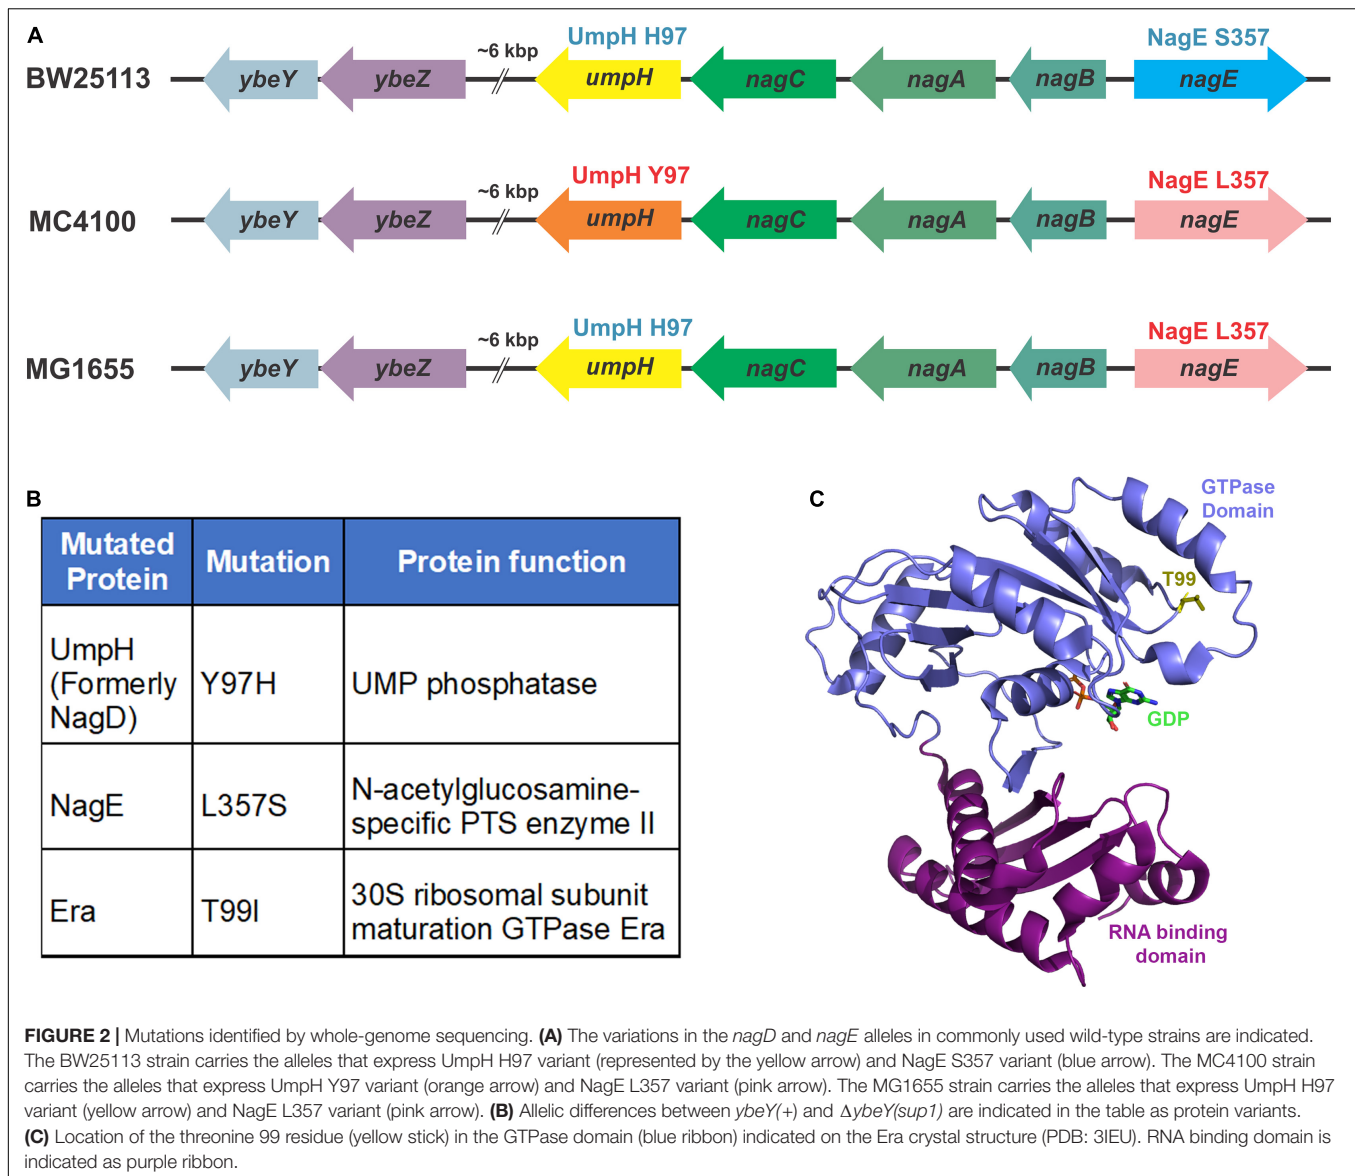 A
UmpH H97
NagE S357
BW25113
ybeY
ybeZ
~6 kbp
umpH
nagC
nagA
nagB
nagE
UmpH Y97
NagE L357
MC4100
ybeY
ybeZ
~6 kbp
umpH
nagC
nagA
nagB
nagE
UmpH H97
NagE L357
MG1655
ybeY
ybeZ
~6 kbp
umpH
nagC
nagA
nagB
nagE
B
Mutated
Protein
Mutation
Protein function
UmpH
(Formerly
NagD)
Y97H
UMP phosphatase
NagE
L357S
N-acetylglucosamine-
specific PTS enzyme II
Era
T99I
30S ribosomal subunit
maturation GTPase Era
C
GTPase
Domain
T99
GDP
RNA binding
domain
FIGURE 2 | Mutations identified by whole-genome sequencing. (A) The variations in the nagD and nagE alleles in commonly used wild-type strains are indicated.
The BW25113 strain carries the alleles that express UmpH H97 variant (represented by the yellow arrow) and NagE S357 variant (blue arrow). The MC4100 strain
carries the alleles that express UmpH Y97 variant (orange arrow) and NagE L357 variant (pink arrow). The MG1655 strain carries the alleles that express UmpH H97
variant (yellow arrow) and NagE L357 variant (pink arrow). (B) Allelic differences between ybeY(+) and ΔybeY(sup1) are indicated in the table as protein variants.
(C) Location of the threonine 99 residue (yellow stick) in the GTPase domain (blue ribbon) indicated on the Era crystal structure (PDB: 3IEU). RNA binding domain is
indicated as purple ribbon.